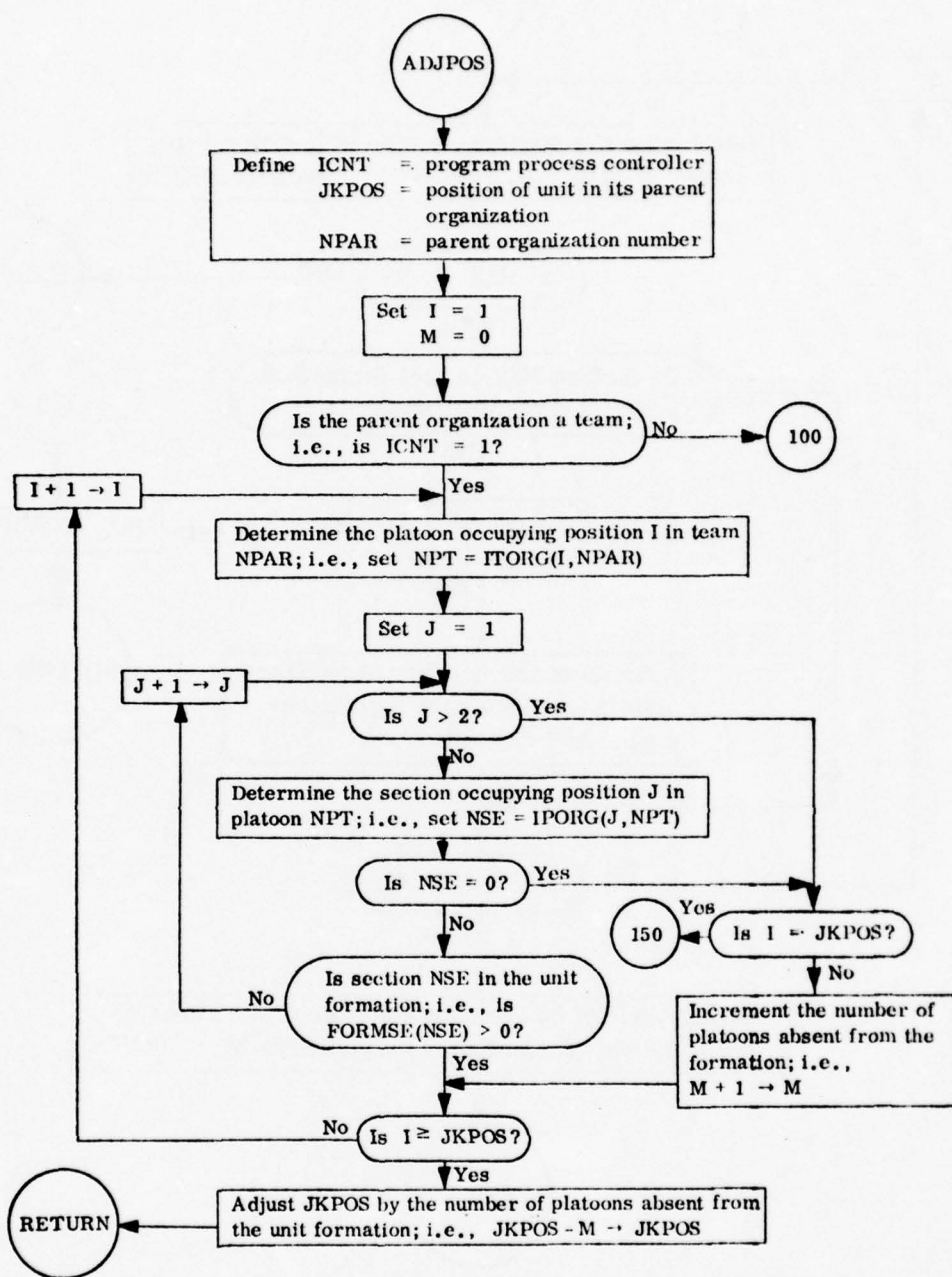 ADJPOS
Define ICNT = program process controller
JKPOS = position of unit in its parent
organization
NPAR = parent organization number
Set I = 1
M = 0
Is the parent organization a team;
i.e., is ICNT = 1?
No
100
Yes
I + 1 → I
Determine the platoon occupying position I in team
NPAR; i.e., set NPT = ITORG(I,NPAR)
Set J = 1
J + 1 → J
Is J > 2?
Yes
No
Determine the section occupying position J in
platoon NPT; i.e., set NSE = IPORG(J,NPT)
Is NSE = 0?
Yes
No
Yes
150
Is I = JKPOS?
No
Is section NSE in the unit
formation; i.e., is
FORMSE(NSE) > 0?
No
Yes
Increment the number of
platoons absent from the
formation; i.e.,
M + 1 → M
No
Is I ≥ JKPOS?
Yes
Adjust JKPOS by the number of platoons absent from
the unit formation; i.e., JKPOS - M → JKPOS
RETURN